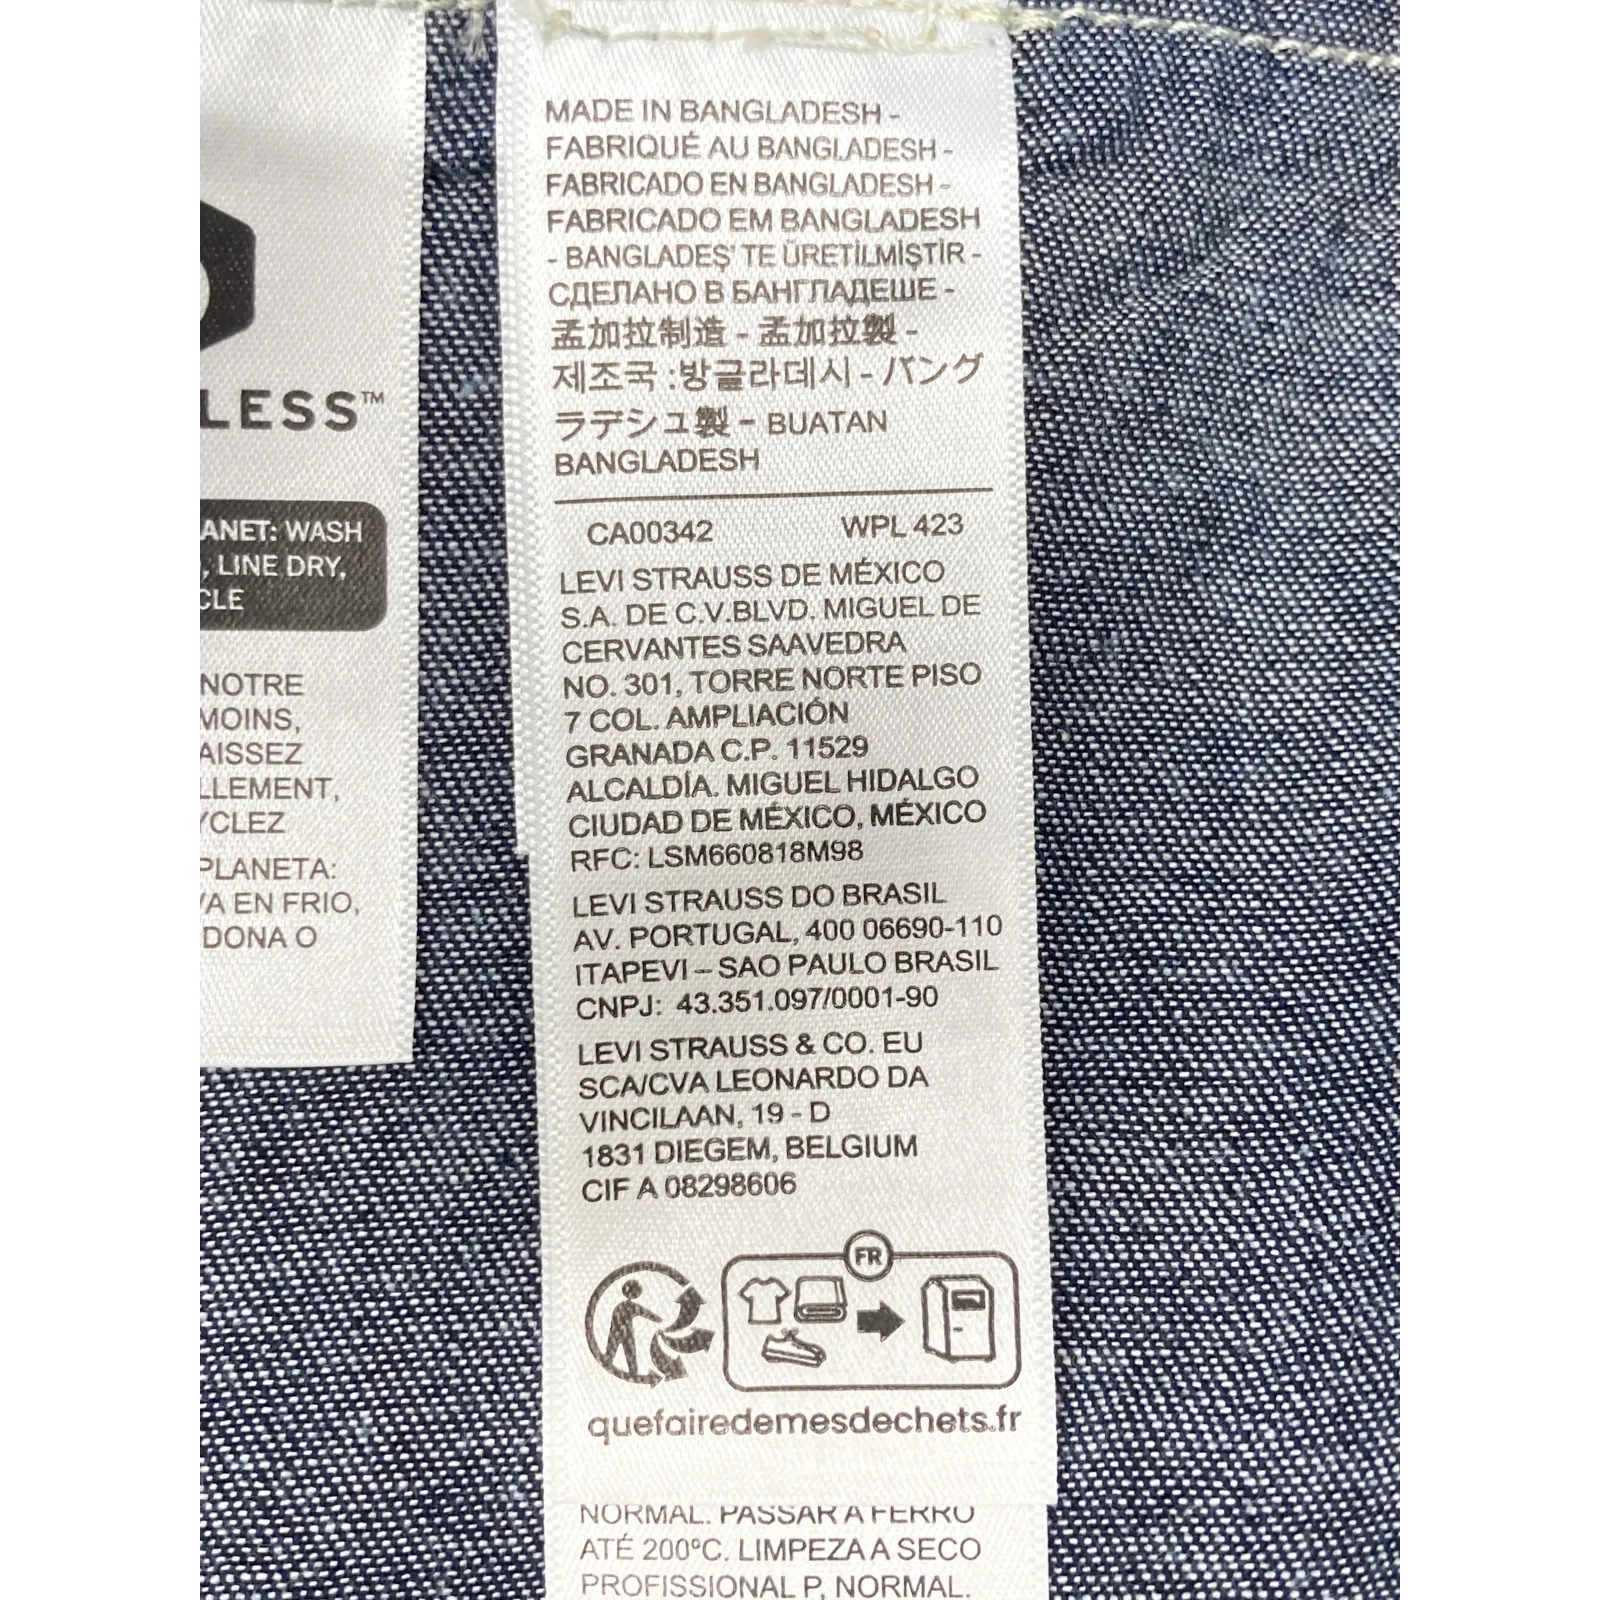 LESS™
ANET: WASH
, LINE DRY,
CLE
NOTRE
MOINS,
AISSEZ
LLEMENT,
YCLEZ
PLANETA:
VA EN FRIO,
DONA O
MADE IN BANGLADESH -
FABRIQUÉ AU BANGLADESH -
FABRICADO EN BANGLADESH -
FABRICADO EM BANGLADESH
- BANGLADEŞ' TE ÜRETİLMİŞTİR -
СДЕЛАНО В БАНГЛАДЕШЕ -
孟加拉制造 - 孟加拉製 -
제조국 :방글라데시 - バング
ラデシュ製 - BUATAN
BANGLADESH
CA00342 WPL 423
LEVI STRAUSS DE MÉXICO
S.A. DE C.V.BLVD. MIGUEL DE
CERVANTES SAAVEDRA
NO. 301, TORRE NORTE PISO
7 COL. AMPLIACIÓN
GRANADA C.P. 11529
ALCALDÍA. MIGUEL HIDALGO
CIUDAD DE MÉXICO, MÉXICO
RFC: LSM660818M98
LEVI STRAUSS DO BRASIL
AV. PORTUGAL, 400 06690-110
ITAPEVI – SAO PAULO BRASIL
CNPJ: 43.351.097/0001-90
LEVI STRAUSS & CO. EU
SCA/CVA LEONARDO DA
VINCILAAN, 19 - D
1831 DIEGEM, BELGIUM
CIF A 08298606
FR
quefairedemesdechets.fr
NORMAL. PASSAR A FERRO
ATÉ 200ºC. LIMPEZA A SECO
PROFISSIONAL P, NORMAL.